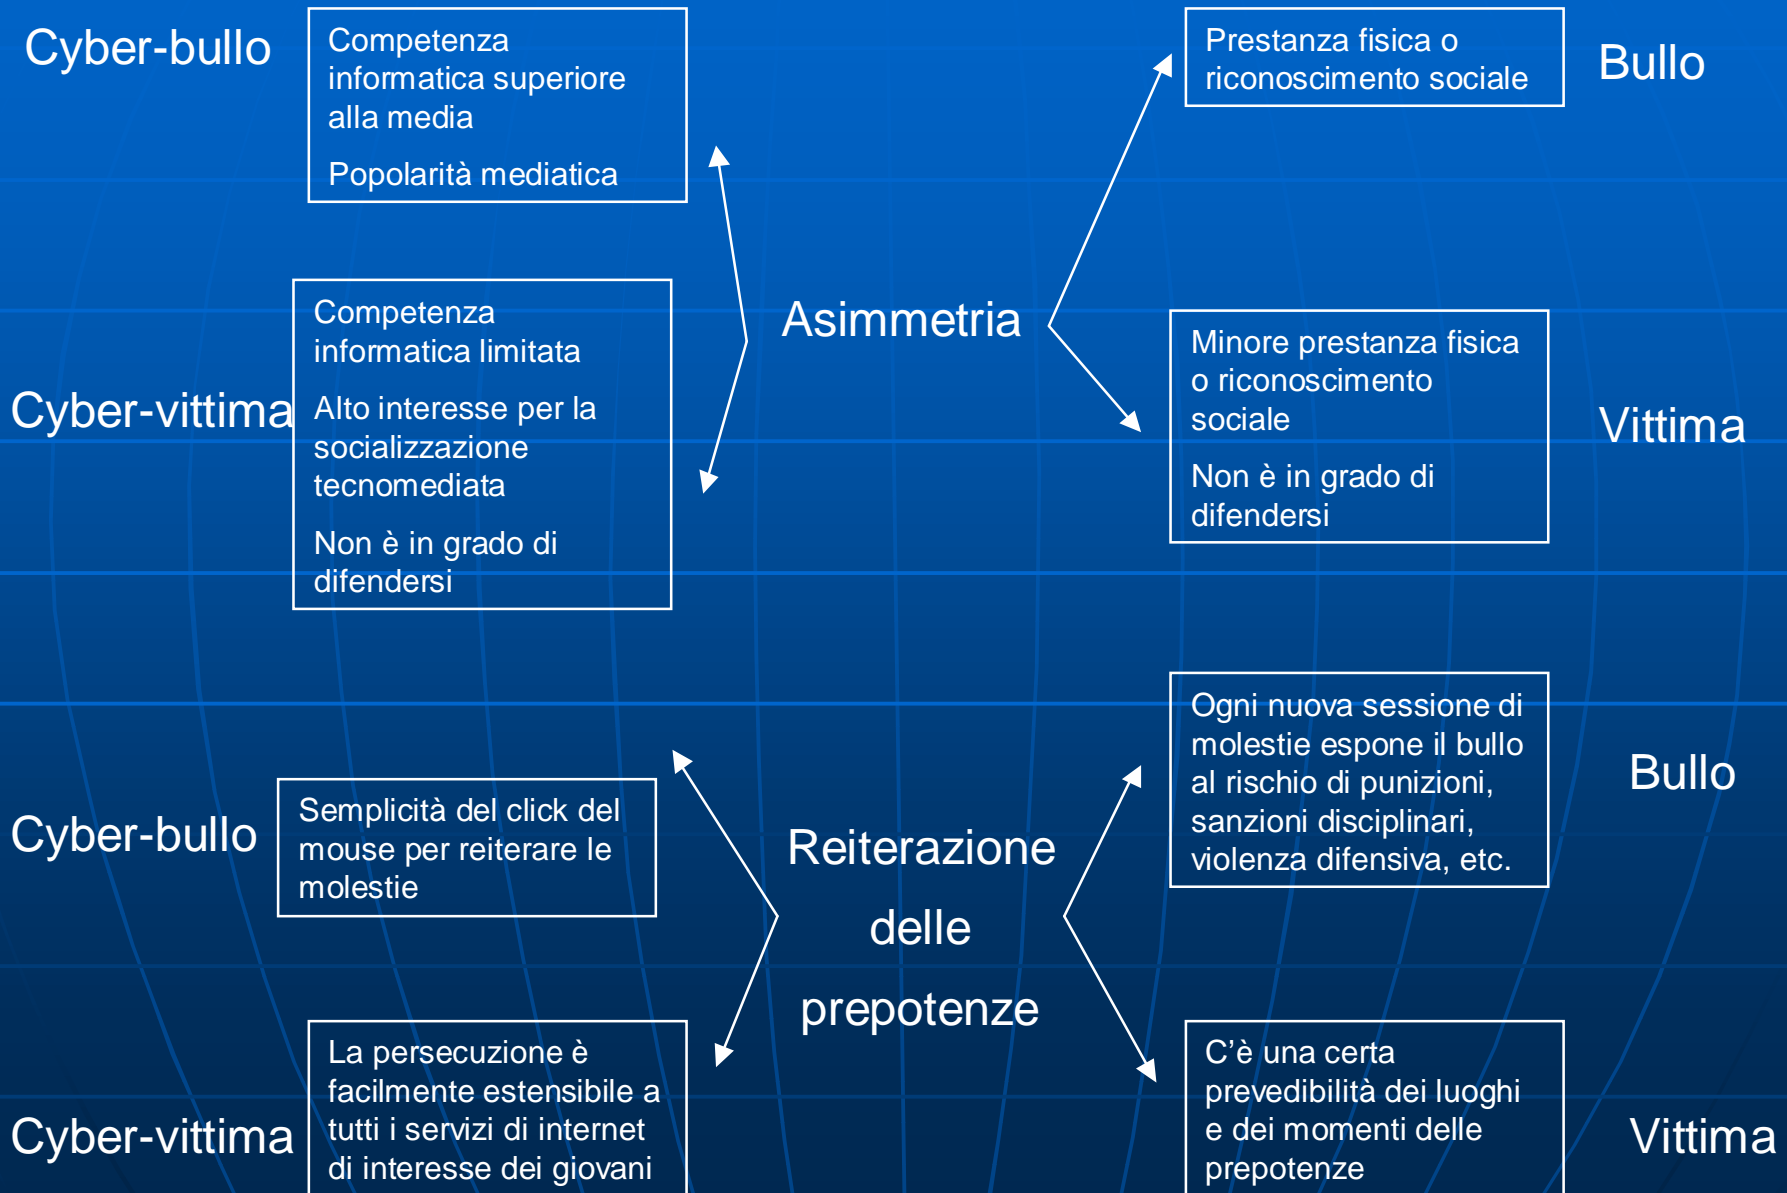 Cyber-bullo
Competenza
informatica superiore
alla media
Popolarità mediatica
Prestanza fisica o
riconoscimento sociale
Bullo
Cyber-vittima
Competenza
informatica limitata
Alto interesse per la
socializzazione
tecnomediata
Non è in grado di
difendersi
Asimmetria
Minore prestanza fisica
o riconoscimento
sociale
Non è in grado di
difendersi
Vittima
Cyber-bullo
Semplicità del click del
mouse per reiterare le
molestie
Reiterazione
delle
prepotenze
Ogni nuova sessione di
molestie espone il bullo
al rischio di punizioni,
sanzioni disciplinari,
violenza difensiva, etc.
Bullo
Cyber-vittima
La persecuzione è
facilmente estensibile a
tutti i servizi di internet
di interesse dei giovani
C’è una certa
prevedibilità dei luoghi
e dei momenti delle
prepotenze
Vittima